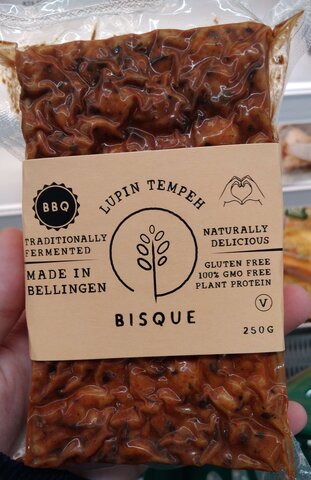 LUPIN TEMPEH
BBQ
TRADITIONALLY
FERMENTED
MADE IN
BELLINGEN
NATURALLY
DELICIOUS
GLUTEN FREE
100% GMO FREE
PLANT PROTEIN
V
BISQUE
250G